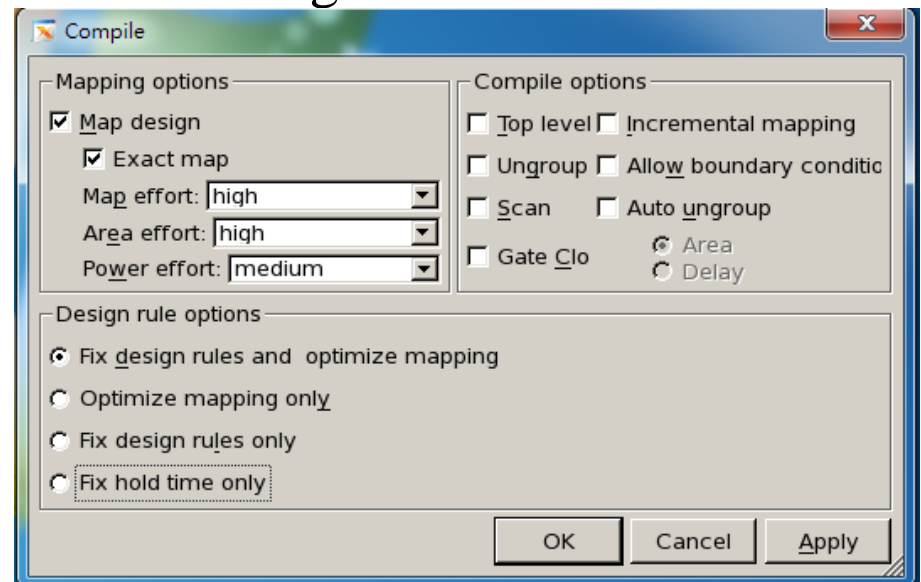 Compile
Mapping options
Map design
Exact map
Map effort: high
Area effort: high
Power effort: medium
Compile options
Top level Incremental mapping
Ungroup Allow boundary conditio
Scan Auto ungroup
Gate Clo Area
Delay
Design rule options
Fix design rules and optimize mapping
Optimize mapping only
Fix design rules only
Fix hold time only
OK Cancel Apply